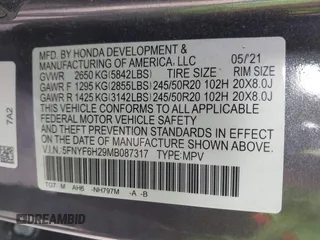 MFD. BY HONDA DEVELOPMENT &
MANUFACTURING OF AMERICA, LLC 05/'21
GVWR 2650 KG(5842LBS) TIRE SIZE RIM SIZE
GAWR F 1295 KG(2855LBS) 245/50R20 102H 20X8.0J
GAWR R 1425 KG(3142LBS) 245/50R20 102H 20X8.0J
THIS VEHICLE CONFORMS TO ALL APPLICABLE
FEDERAL MOTOR VEHICLE SAFETY AND THEFT
PREVENTION STANDARDS IN EFFECT ON THE DATE OF
MANUFACTURE SHOWN ABOVE.
V.I.N. 5FNYF6H29MB087317 TYPE: MPV
TG7 M AH6 -NH797M -A -B
7A2
DREAMBID